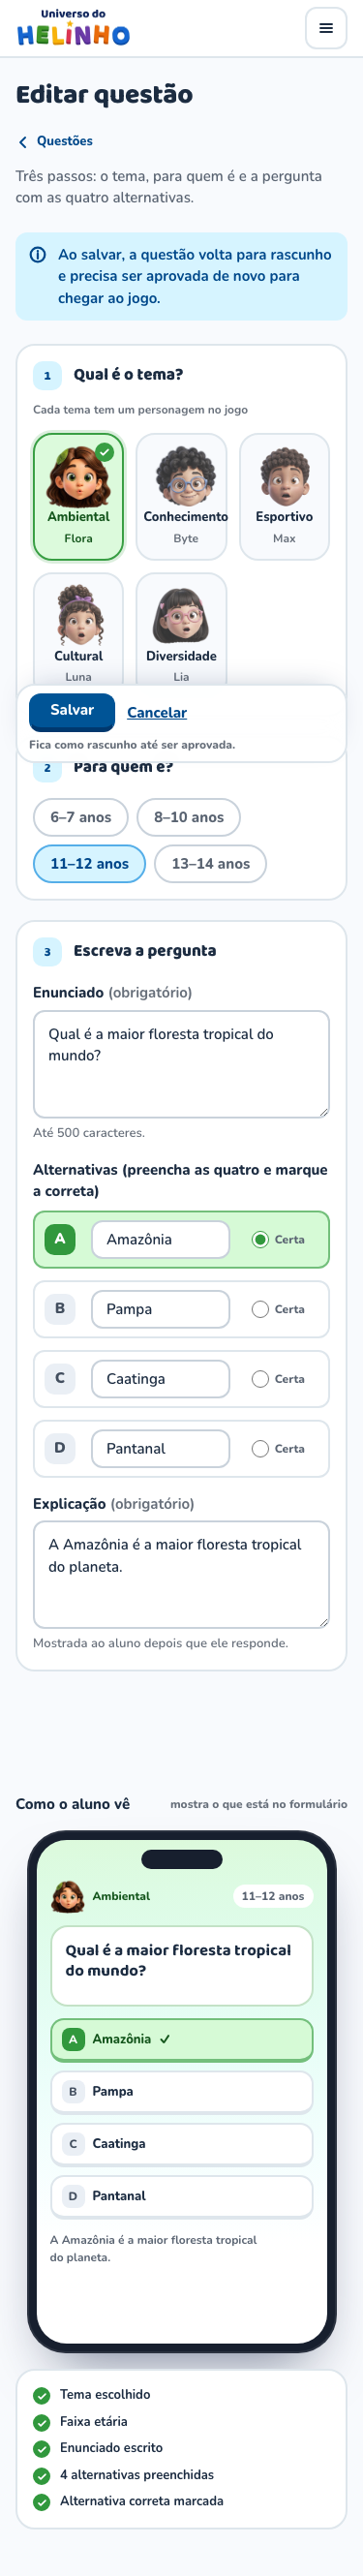 Universo do
HELINHO
Editar questão
Questões
Três passos: o tema, para quem é e a pergunta
com as quatro alternativas.
Ao salvar, a questão volta para rascunho
e precisa ser aprovada de novo para
chegar ao jogo.
1 Qual é o tema?
Cada tema tem um personagem no jogo
Ambiental Conhecimento Esportivo
Flora Byte Max
Cultural Diversidade
Luna Lia
Salvar Cancelar
Fica como rascunho até ser aprovada.
2 Para quem é?
6–7 anos 8–10 anos
11–12 anos 13–14 anos
3 Escreva a pergunta
Enunciado (obrigatório)
Qual é a maior floresta tropical do
mundo?
Até 500 caracteres.
Alternativas (preencha as quatro e marque
a correta)
A Amazônia Certa
B Pampa Certa
C Caatinga Certa
D Pantanal Certa
Explicação (obrigatório)
A Amazônia é a maior floresta tropical
do planeta.
Mostrada ao aluno depois que ele responde.
Como o aluno vê mostra o que está no formulário
Ambiental 11–12 anos
Qual é a maior floresta tropical
do mundo?
A Amazônia
B Pampa
C Caatinga
D Pantanal
A Amazônia é a maior floresta tropical
do planeta.
Tema escolhido
Faixa etária
Enunciado escrito
4 alternativas preenchidas
Alternativa correta marcada